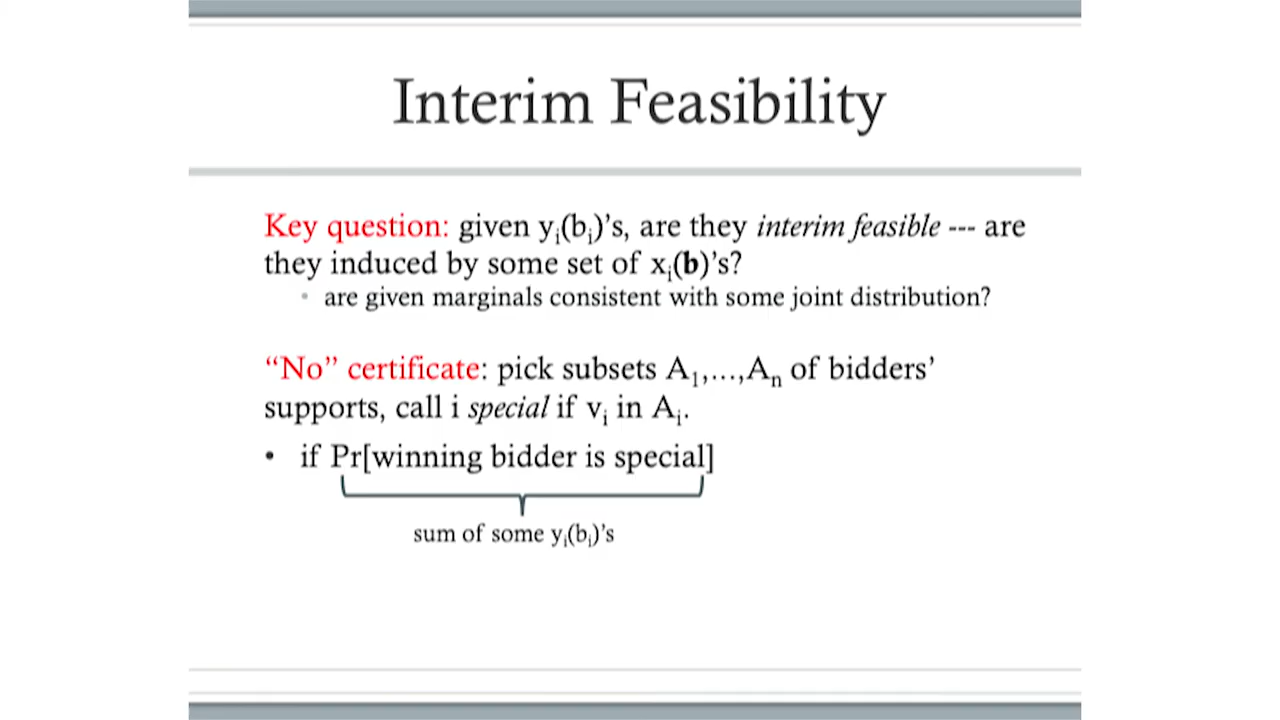 Interim Feasibility
Key question: given yᵢ(bᵢ)'s, are they interim feasible --- are
they induced by some set of xᵢ(b)'s?
• are given marginals consistent with some joint distribution?
“No” certificate: pick subsets A₁,...,Aₙ of bidders’
supports, call i special if vᵢ in Aᵢ.
• if Pr[winning bidder is special]
sum of some yᵢ(bᵢ)’s